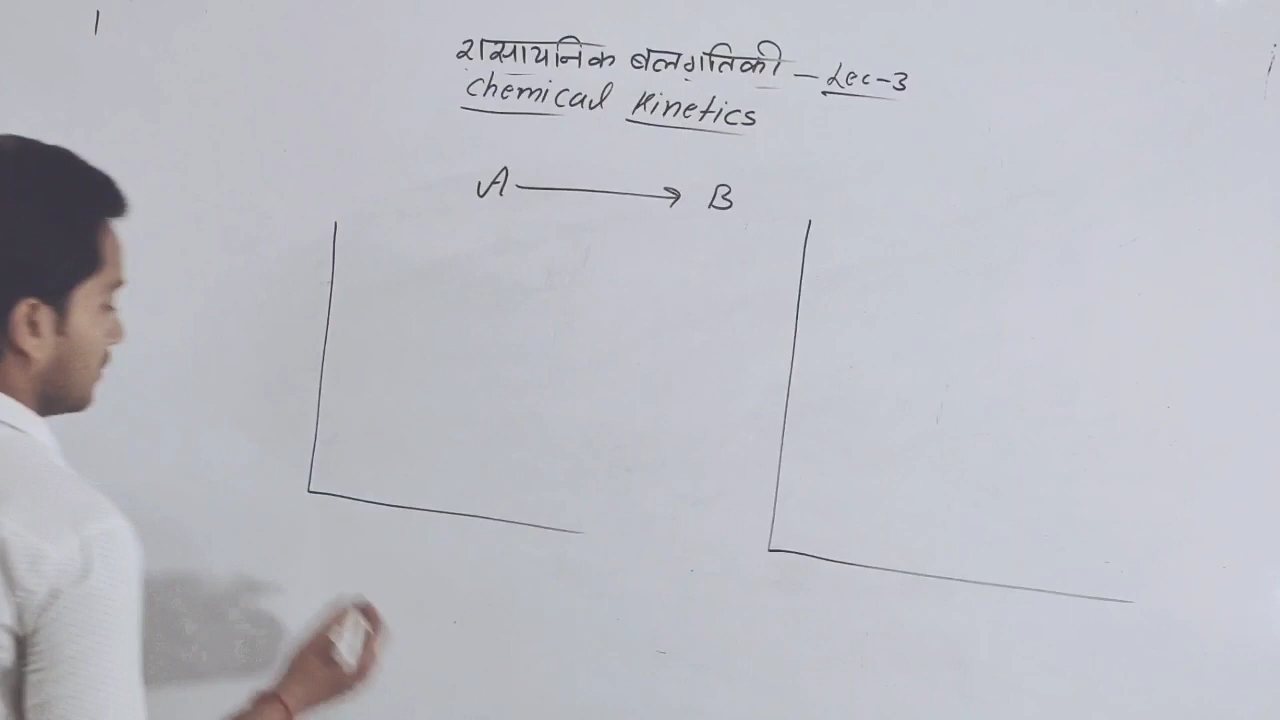 रासायनिक बलगतिकी - Lec-3
Chemical Kinetics
A → B